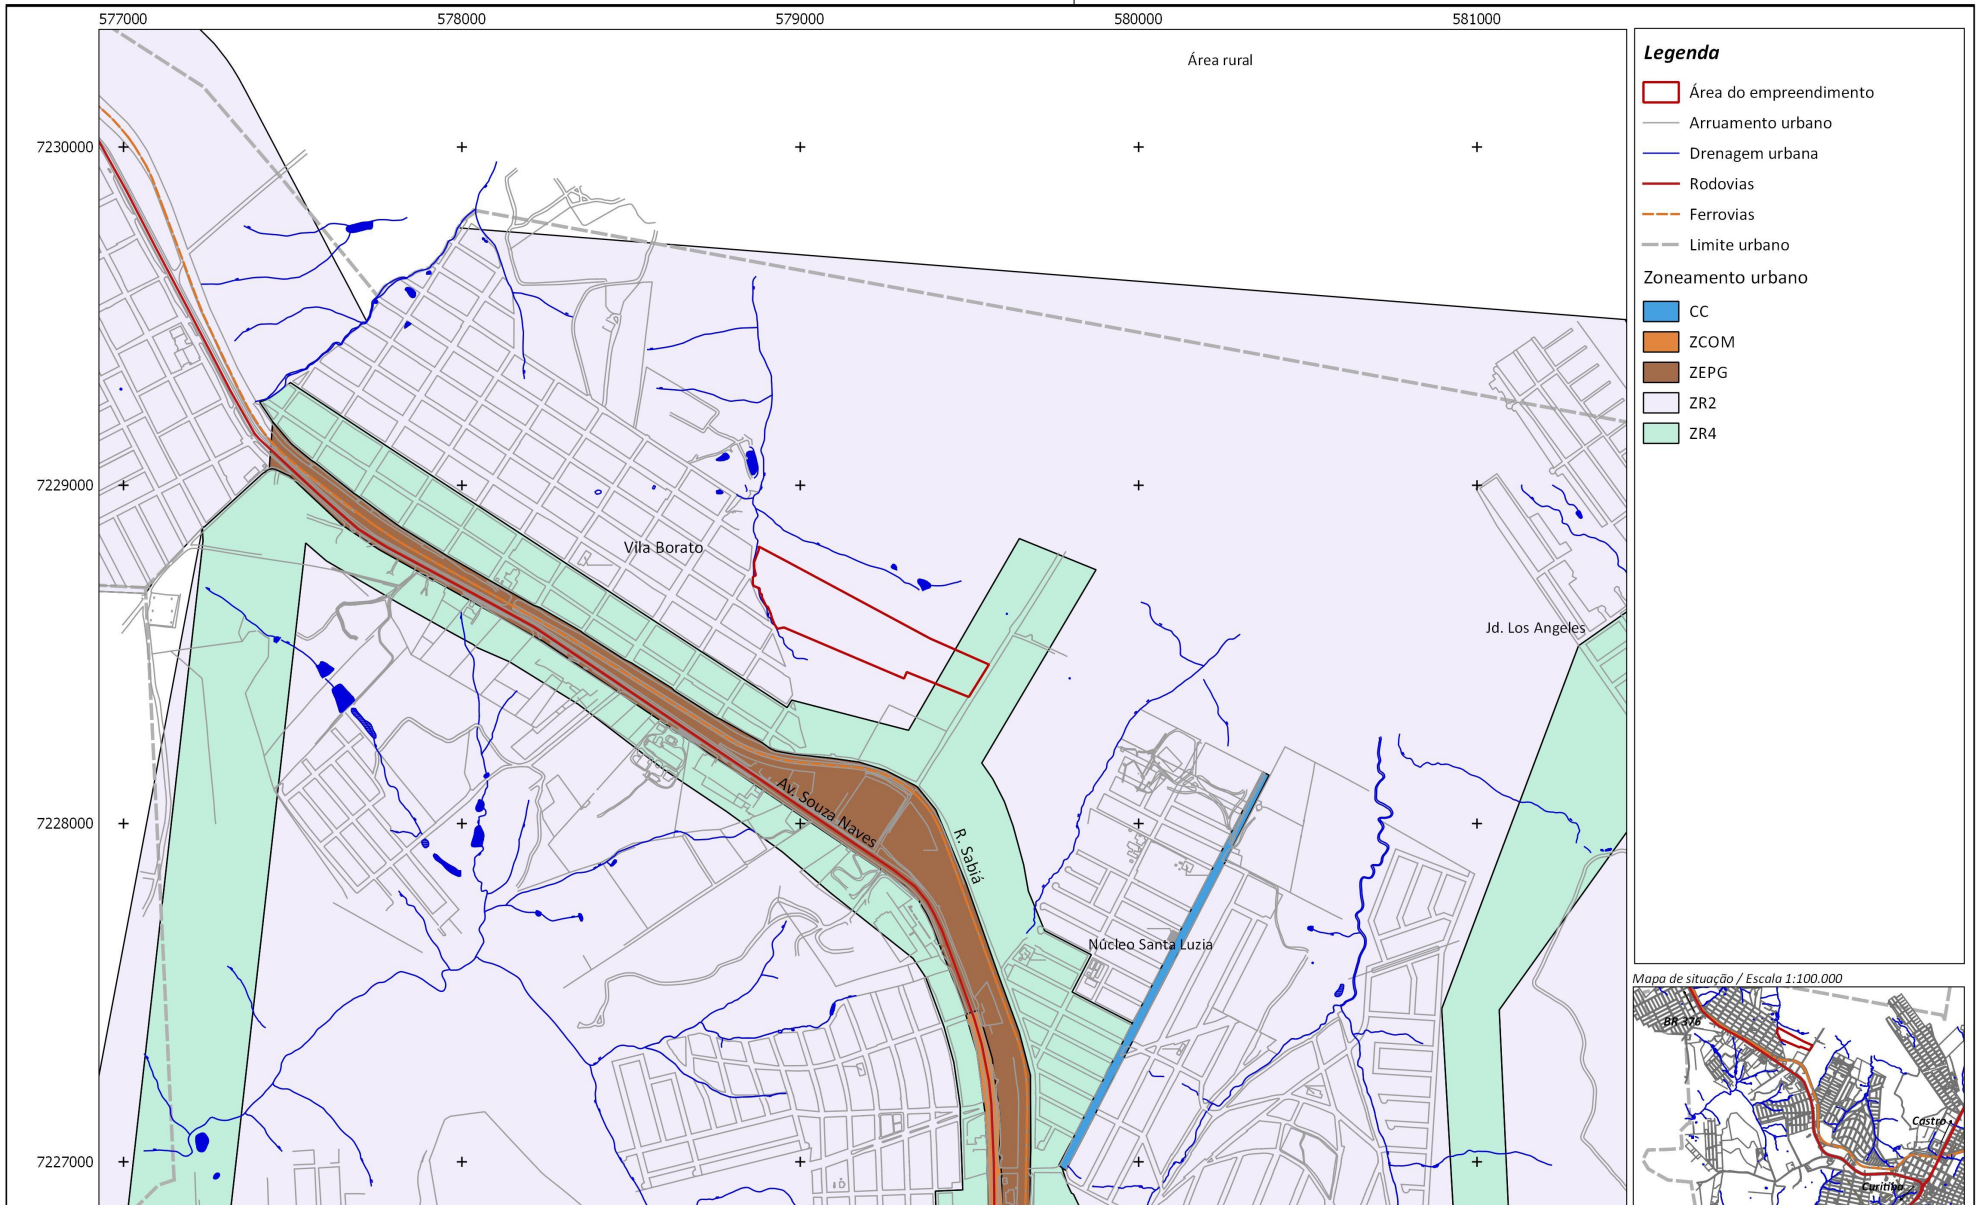 577000 578000 579000 580000 581000
Área rural
7230000
7229000
7228000
7227000
Vila Borato
Jd. Los Angeles
Av. Souza Naves
R. Sabiá
Núcleo Santa Luzia
Legenda
Área do empreendimento
Arruamento urbano
Drenagem urbana
Rodovias
Ferrovias
Limite urbano
Zoneamento urbano
CC
ZCOM
ZEPG
ZR2
ZR4
Mapa de situação / Escala 1:100.000
BR 376
Castro
Curitiba